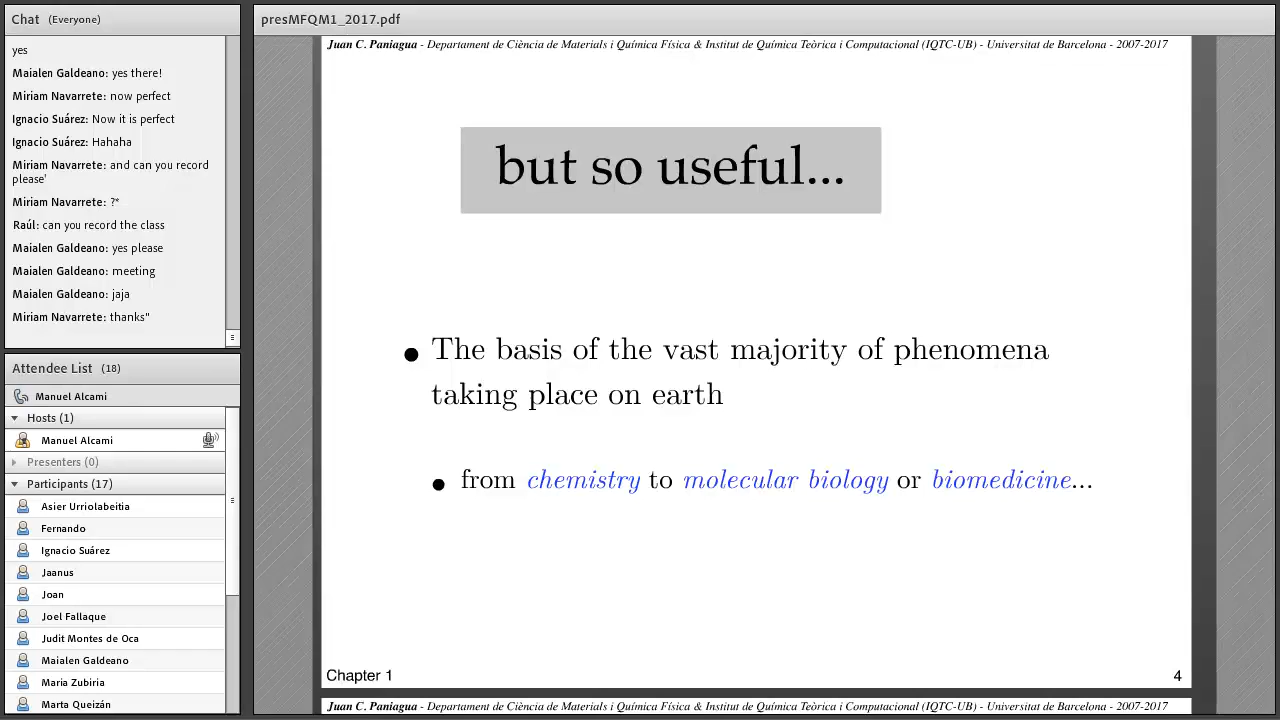 Chat (Everyone)
yes
Maialen Galdeano: yes there!
Miriam Navarrete: now perfect
Ignacio Suárez: Now it is perfect
Ignacio Suárez: Hahaha
Miriam Navarrete: and can you record
please'
Miriam Navarrete: ?*
Raúl: can you record the class
Maialen Galdeano: yes please
Maialen Galdeano: meeting
Maialen Galdeano: jaja
Miriam Navarrete: thanks"
Attendee List (18)
Manuel Alcami
Hosts (1)
Manuel Alcami
Presenters (0)
Participants (17)
Asier Urriolabeitia
Fernando
Ignacio Suárez
Jaanus
Joan
Joel Fallaque
Judit Montes de Oca
Maialen Galdeano
Maria Zubiria
Marta Queizán
presMFQM1_2017.pdf
Juan C. Paniagua - Departament de Ciència de Materials i Química Física & Institut de Química Teòrica i Computacional (IQTC-UB) - Universitat de Barcelona - 2007-2017
but so useful...
• The basis of the vast majority of phenomena
taking place on earth
• from chemistry to molecular biology or biomedicine...
Chapter 1
4
Juan C. Paniagua - Departament de Ciència de Materials i Química Física & Institut de Química Teòrica i Computacional (IQTC-UB) - Universitat de Barcelona - 2007-2017